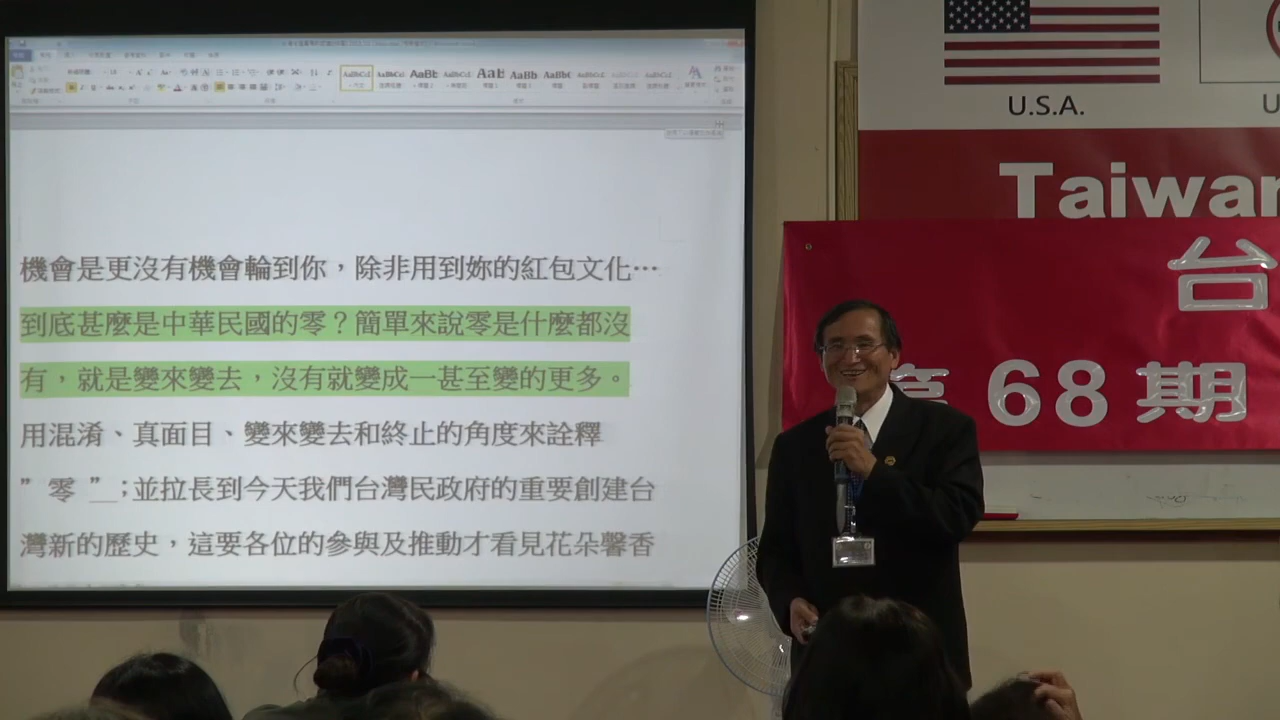 機會是更沒有機會輪到你，除非用到妳的紅包文化…
到底甚麼是中華民國的零？簡單來說零是什麼都沒
有，就是變來變去，沒有就變成一甚至變的更多。
用混淆、真面目、變來變去和終止的角度來詮釋
”零”；並拉長到今天我們台灣民政府的重要創建台
灣新的歷史，這要各位的參與及推動才看見花朵馨香
U.S.A.
Taiwan
台
第68期